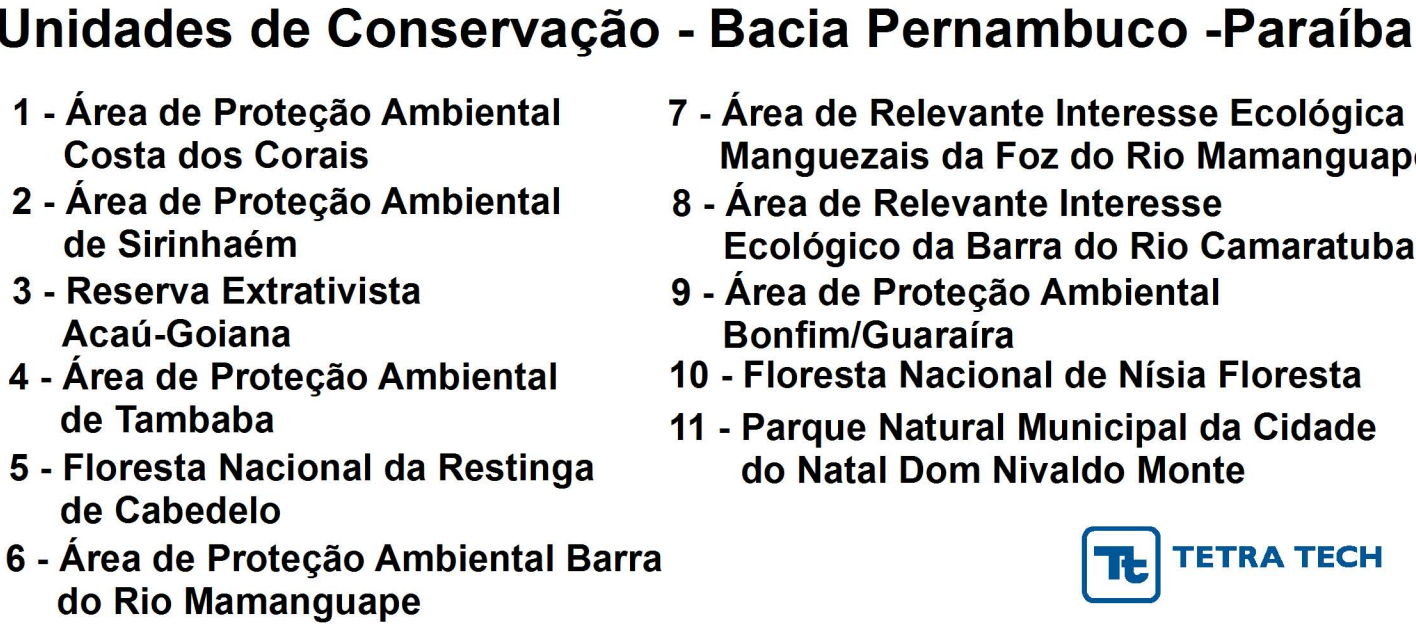 Unidades de Conservação - Bacia Pernambuco -Paraíba
1 - Área de Proteção Ambiental
Costa dos Corais
2 - Área de Proteção Ambiental
de Sirinhaém
3 - Reserva Extrativista
Acaú-Goiana
4 - Área de Proteção Ambiental
de Tambaba
5 - Floresta Nacional da Restinga
de Cabedelo
6 - Área de Proteção Ambiental Barra
do Rio Mamanguape
7 - Área de Relevante Interesse Ecológica
Manguezais da Foz do Rio Mamanguape
8 - Área de Relevante Interesse
Ecológico da Barra do Rio Camaratuba
9 - Área de Proteção Ambiental
Bonfim/Guaraíra
10 - Floresta Nacional de Nísia Floresta
11 - Parque Natural Municipal da Cidade
do Natal Dom Nivaldo Monte
Tt TETRA TECH